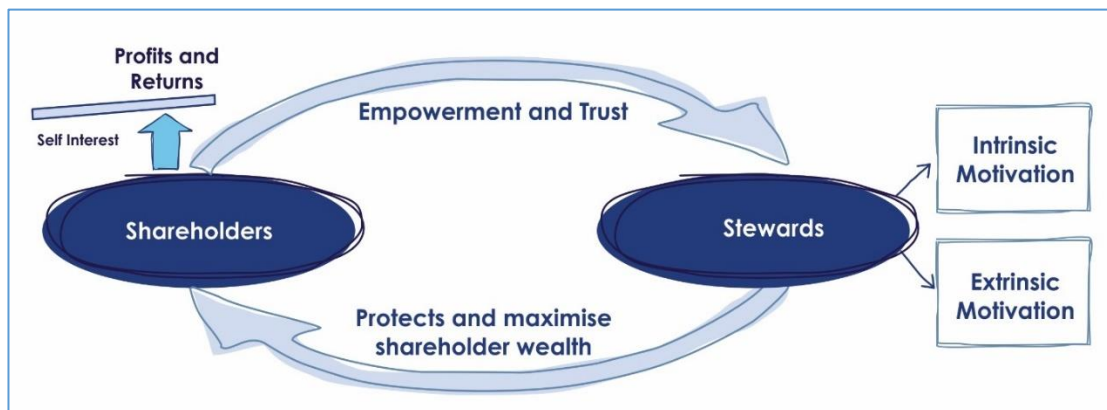 Profits and
Returns
Self Interest
Empowerment and Trust
Shareholders
Stewards
Intrinsic
Motivation
Extrinsic
Motivation
Protects and maximise
shareholder wealth